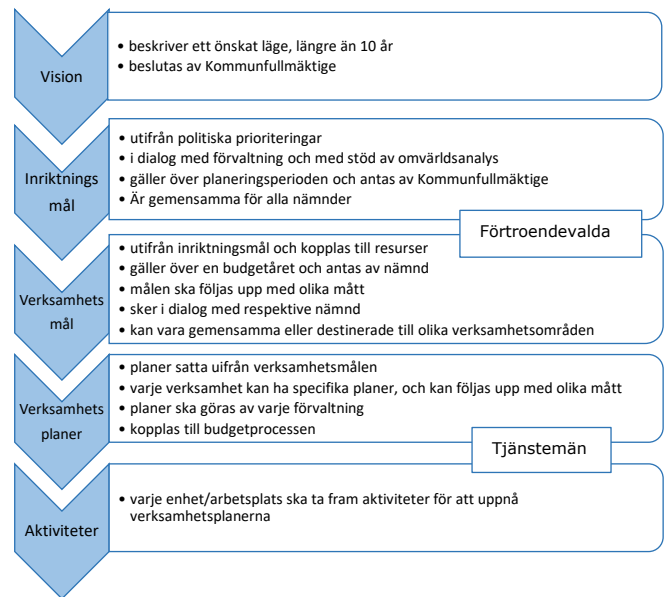 Vision
• beskriver ett önskat läge, längre än 10 år
• beslutas av Kommunfullmäktige
Inriktnings
mål
• utifrån politiska prioriteringar
• i dialog med förvaltning och med stöd av omvärldsanalys
• gäller över planeringsperioden och antas av Kommunfullmäktige
• Är gemensamma för alla nämnder
Förtroendevalda
Verksamhets
mål
• utifrån inriktningsmål och kopplas till resurser
• gäller över en budgetåret och antas av nämnd
• målen ska följas upp med olika mått
• sker i dialog med respektive nämnd
• kan vara gemensamma eller destinerade till olika verksamhetsområden
Verksamhets
planer
• planer satta uifrån verksamhetsmålen
• varje verksamhet kan ha specifika planer, och kan följas upp med olika mått
• planer ska göras av varje förvaltning
• kopplas till budgetprocessen
Tjänstemän
Aktiviteter
• varje enhet/arbetsplats ska ta fram aktiviteter för att uppnå
verksamhetsplanerna